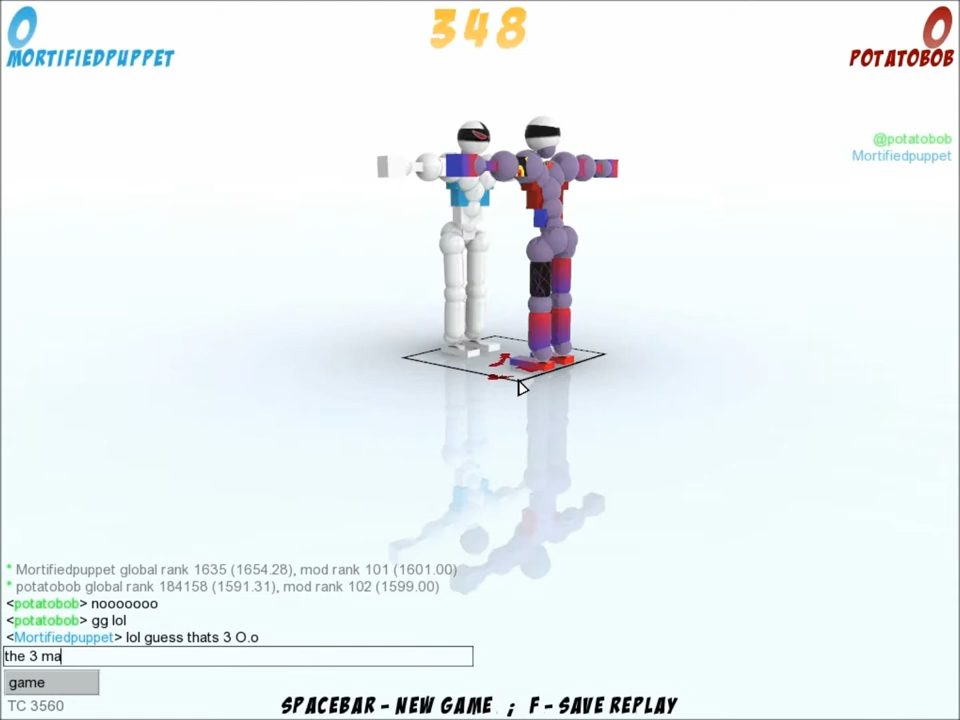 0
348
0
MORTIFIEDPUPPET
POTATOBOB
@potatobob
Mortifiedpuppet
* Mortifiedpuppet global rank 1635 (1654.28), mod rank 101 (1601.00)
* potatobob global rank 184158 (1591.31), mod rank 102 (1599.00)
<potatobob> nooooooo
<potatobob> gg lol
<Mortifiedpuppet> lol guess thats 3 O.o
the 3 ma
game
TC 3560
SPACEBAR - NEW GAME ; F - SAVE REPLAY